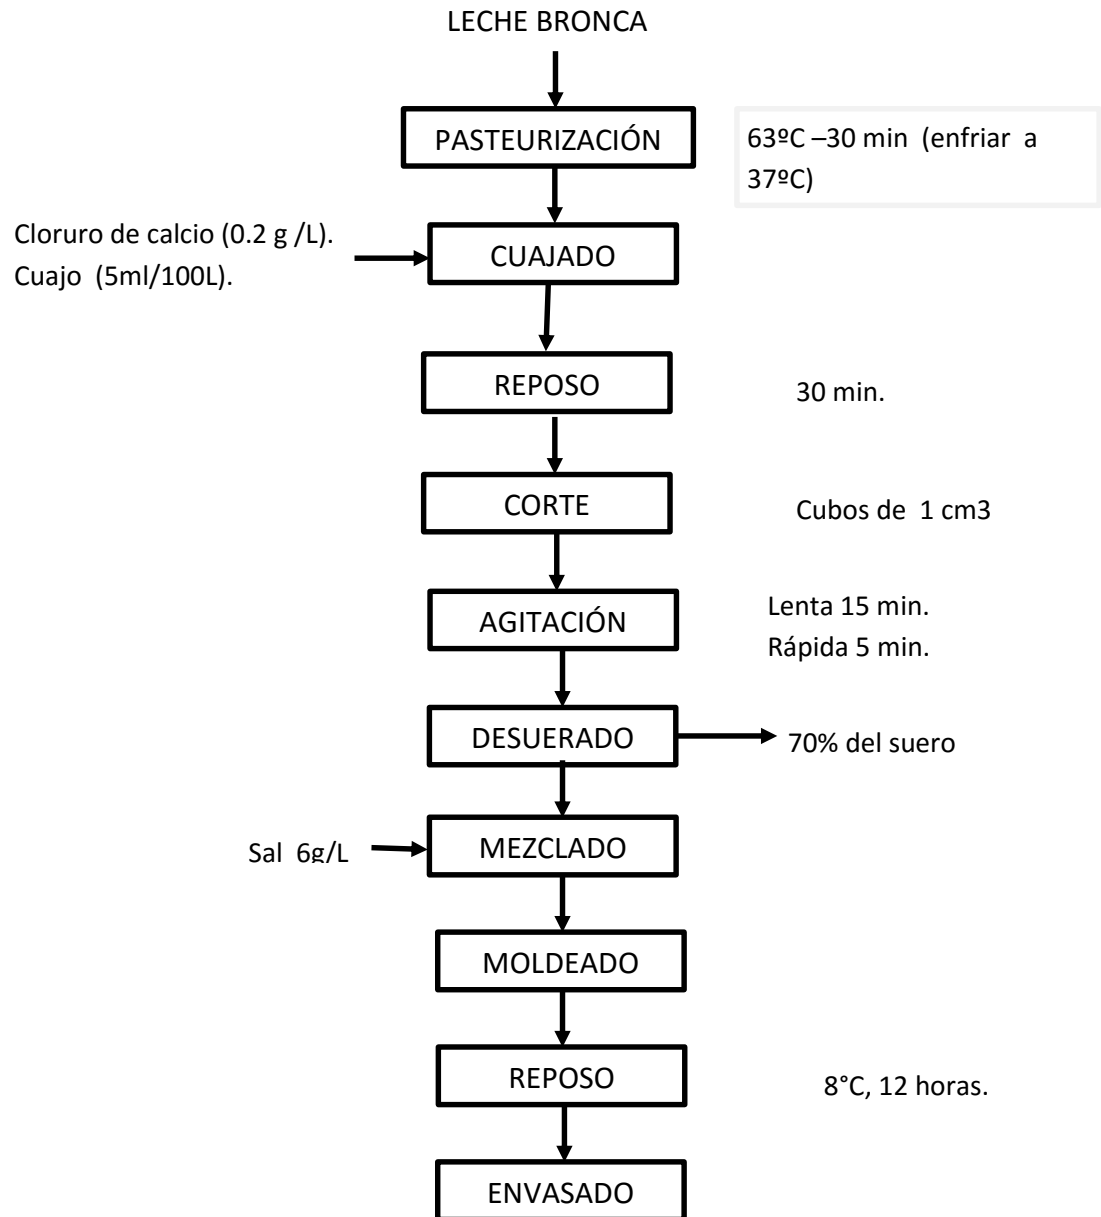 LECHE BRONCA
PASTEURIZACIÓN
63ºC –30 min (enfriar a
37ºC)
Cloruro de calcio (0.2 g /L).
Cuajo (5ml/100L).
CUAJADO
REPOSO
30 min.
CORTE
Cubos de 1 cm3
AGITACIÓN
Lenta 15 min.
Rápida 5 min.
DESUERADO
70% del suero
Sal 6g/L
MEZCLADO
MOLDEADO
REPOSO
8°C, 12 horas.
ENVASADO